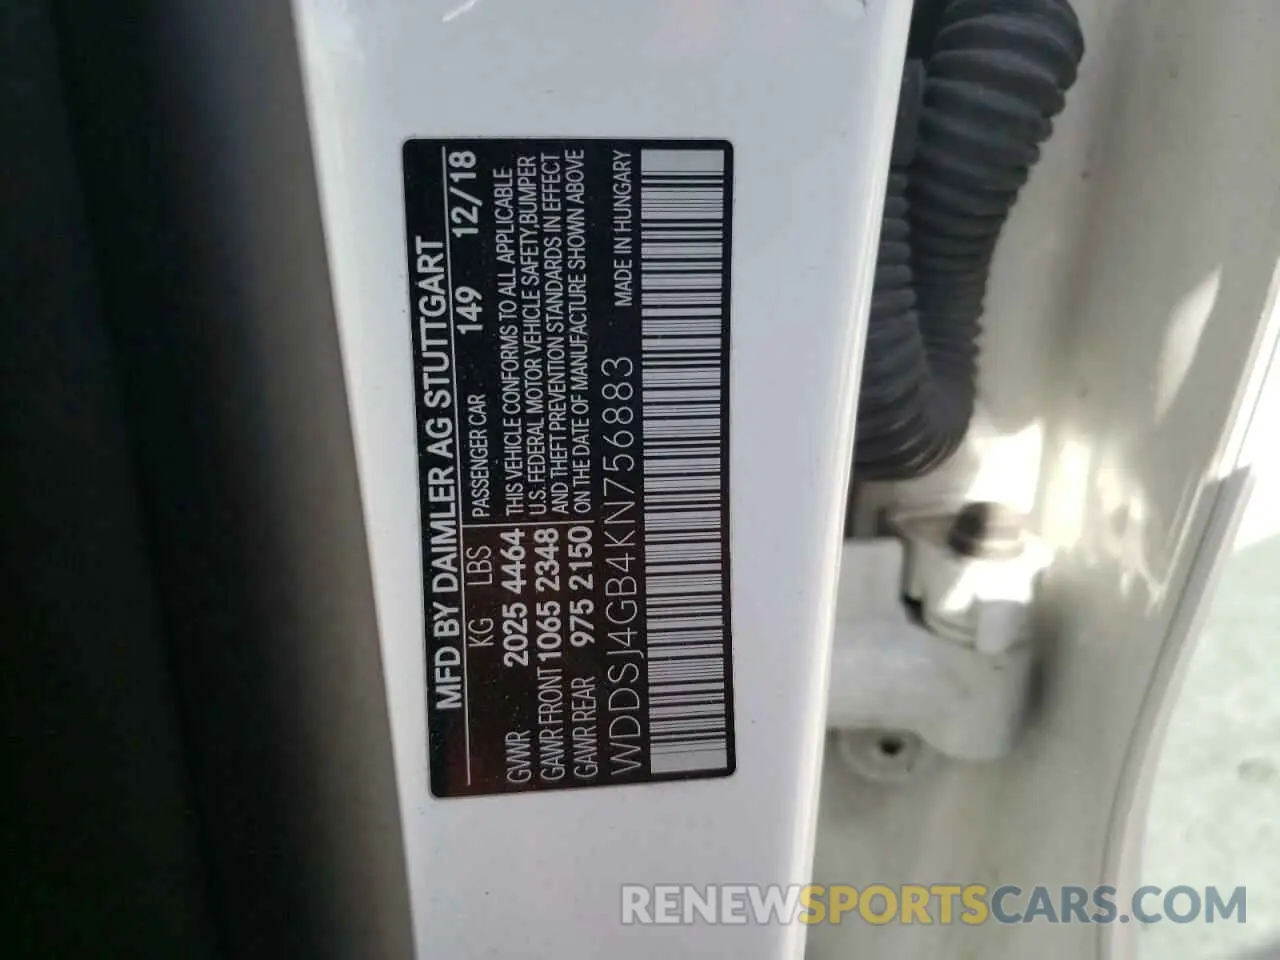 MFD BY DAIMLER AG STUTTGART
KG LBS PASSENGER CAR 149 12/18
GVWR 2025 4464 THIS VEHICLE CONFORMS TO ALL APPLICABLE
GAWR FRONT 1065 2348 U.S. FEDERAL MOTOR VEHICLE SAFETY, BUMPER
AND THEFT PREVENTION STANDARDS IN EFFECT
GAWR REAR 975 2150 ON THE DATE OF MANUFACTURE SHOWN ABOVE
WDDSJ4GB4KN756883 MADE IN HUNGARY
RENEWSPORTSCARS.COM